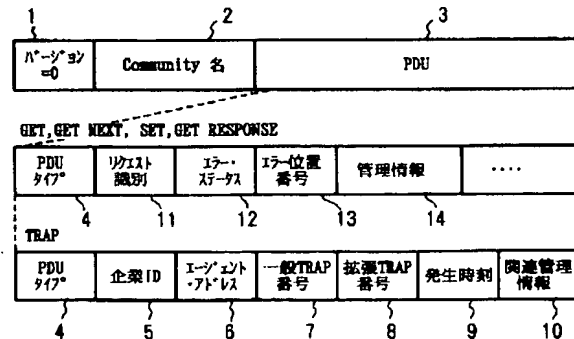 1 2 3
ﾊﾞｰｼﾞｮﾝ
=0
Community 名
PDU
GET,GET NEXT, SET,GET RESPONSE
PDU
ﾀｲﾌﾟ
ﾘｸｴｽﾄ
識別
ｴﾗｰ・
ｽﾃｰﾀｽ
ｴﾗｰ位置
番号
管理情報
‥‥
4 11 12 13 14
TRAP
PDU
ﾀｲﾌﾟ
企業ID
ｴｰｼﾞｪﾝﾄ
・ｱﾄﾞﾚｽ
一般TRAP
番号
拡張TRAP
番号
発生時刻
関連管理
情報
4 5 6 7 8 9 10